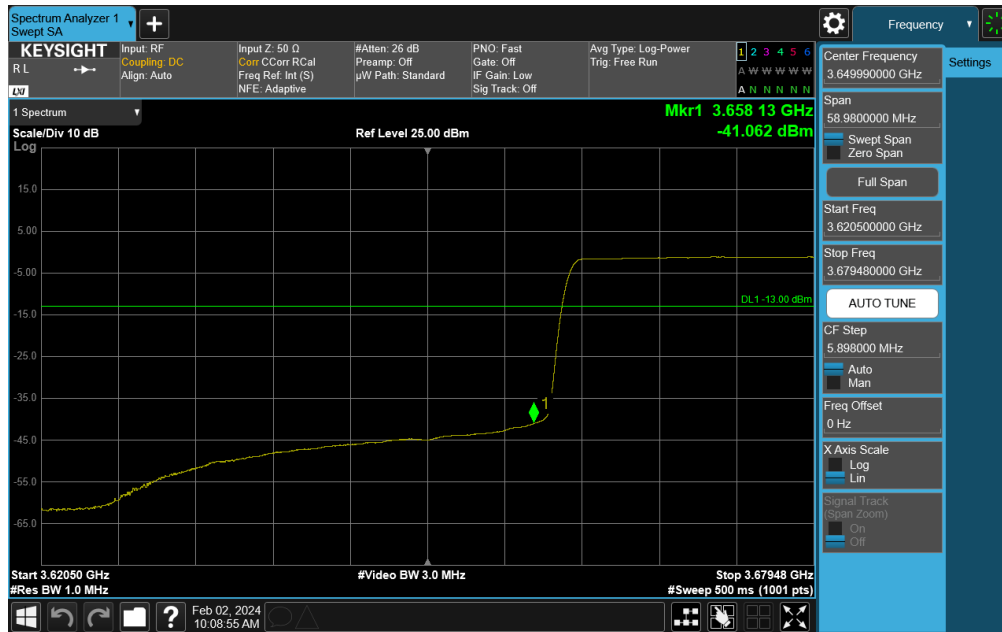 Spectrum Analyzer 1
Swept SA
Frequency
KEYSIGHT
R L
LXI
Input: RF
Coupling: DC
Align: Auto
Input Z: 50 Ω
Corr CCorr RCal
Freq Ref: Int (S)
NFE: Adaptive
#Atten: 26 dB
Preamp: Off
µW Path: Standard
PNO: Fast
Gate: Off
IF Gain: Low
Sig Track: Off
Avg Type: Log-Power
Trig: Free Run
1 2 3 4 5 6
A W W W W W
A N N N N N
1 Spectrum
Scale/Div 10 dB
Log
Ref Level 25.00 dBm
Mkr1 3.658 13 GHz
-41.062 dBm
15.0
5.00
-5.00
-15.0
-25.0
-35.0
-45.0
-55.0
-65.0
DL1 -13.00 dBm
1
Start 3.62050 GHz
#Res BW 1.0 MHz
#Video BW 3.0 MHz
Stop 3.67948 GHz
#Sweep 500 ms (1001 pts)
Feb 02, 2024
10:08:55 AM
?
Center Frequency
3.649990000 GHz
Settings
Span
58.9800000 MHz
Swept Span
Zero Span
Full Span
Start Freq
3.620500000 GHz
Stop Freq
3.679480000 GHz
AUTO TUNE
CF Step
5.898000 MHz
Auto
Man
Freq Offset
0 Hz
X Axis Scale
Log
Lin
Signal Track
(Span Zoom)
On
Off